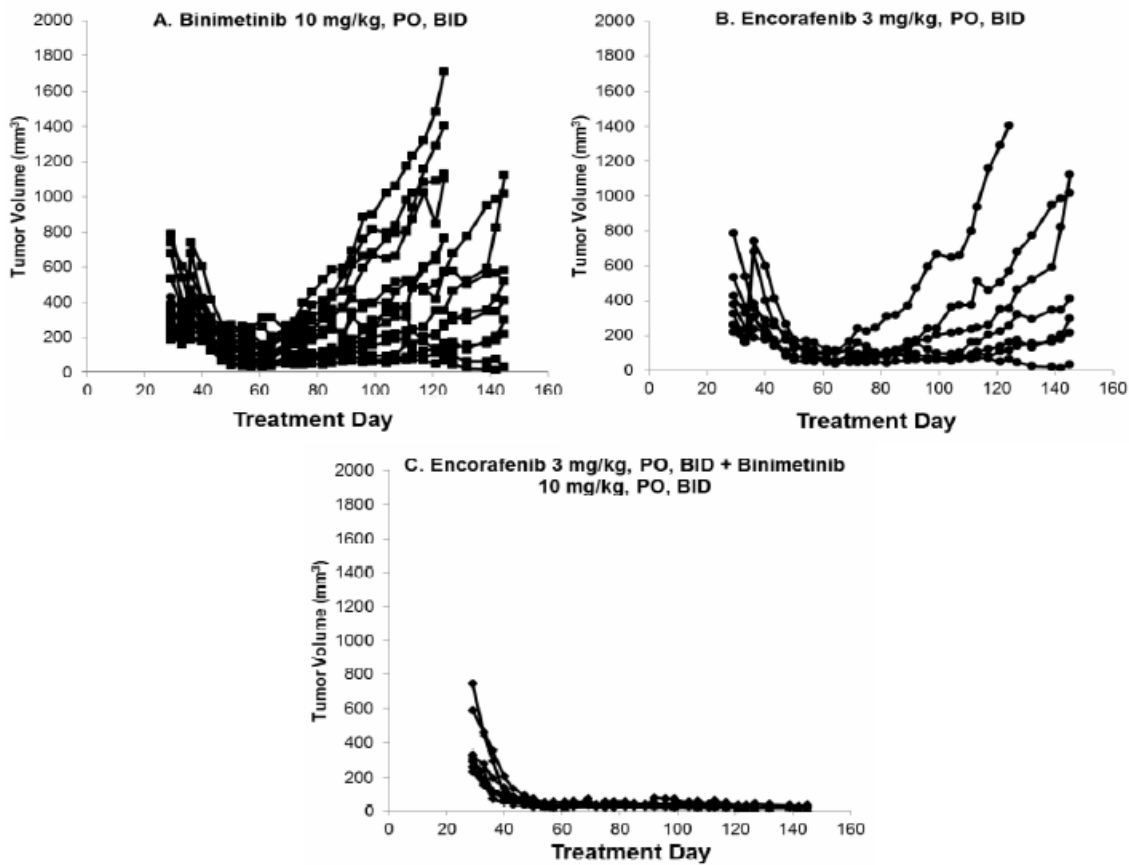 A. Binimetinib 10 mg/kg, PO, BID
2000
1800
1600
1400
1200
1000
800
600
400
200
0
Tumor Volume (mm³)
0 20 40 60 80 100 120 140 160
Treatment Day
B. Encorafenib 3 mg/kg, PO, BID
2000
1800
1600
1400
1200
1000
800
600
400
200
0
Tumor Volume (mm³)
0 20 40 60 80 100 120 140 160
Treatment Day
C. Encorafenib 3 mg/kg, PO, BID + Binimetinib
10 mg/kg, PO, BID
2000
1800
1600
1400
1200
1000
800
600
400
200
0
Tumor Volume (mm³)
0 20 40 60 80 100 120 140 160
Treatment Day